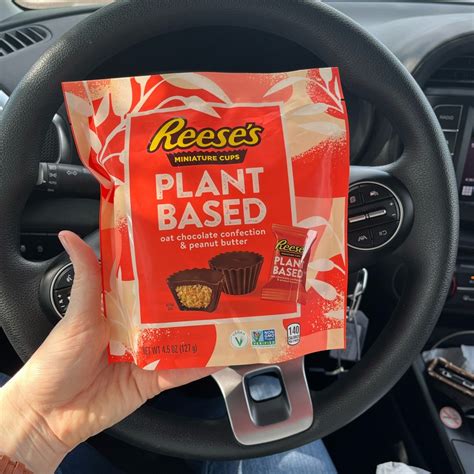 Reese's
MINIATURE CUPS
PLANT
BASED
oat chocolate confection
& peanut butter
Reese's
PLANT
BASED
140
NET WT 4.5 OZ (127 g)